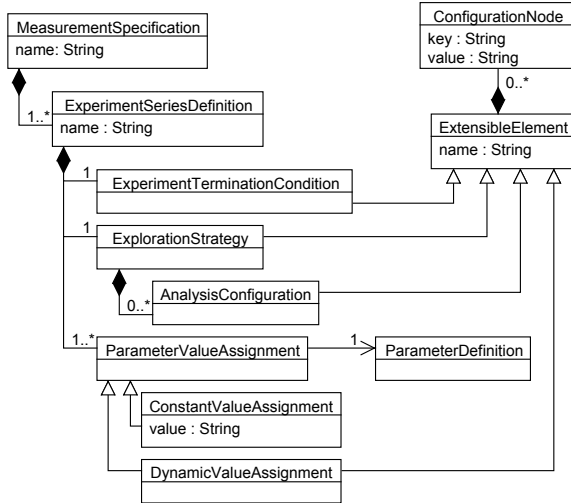 MeasurementSpecification
name: String
ConfigurationNode
key : String
value : String
0..*
1..*
ExperimentSeriesDefinition
name : String
ExtensibleElement
name : String
1
ExperimentTerminationCondition
1
ExplorationStrategy
0..*
AnalysisConfiguration
1..*
ParameterValueAssignment
1
ParameterDefinition
ConstantValueAssignment
value : String
DynamicValueAssignment